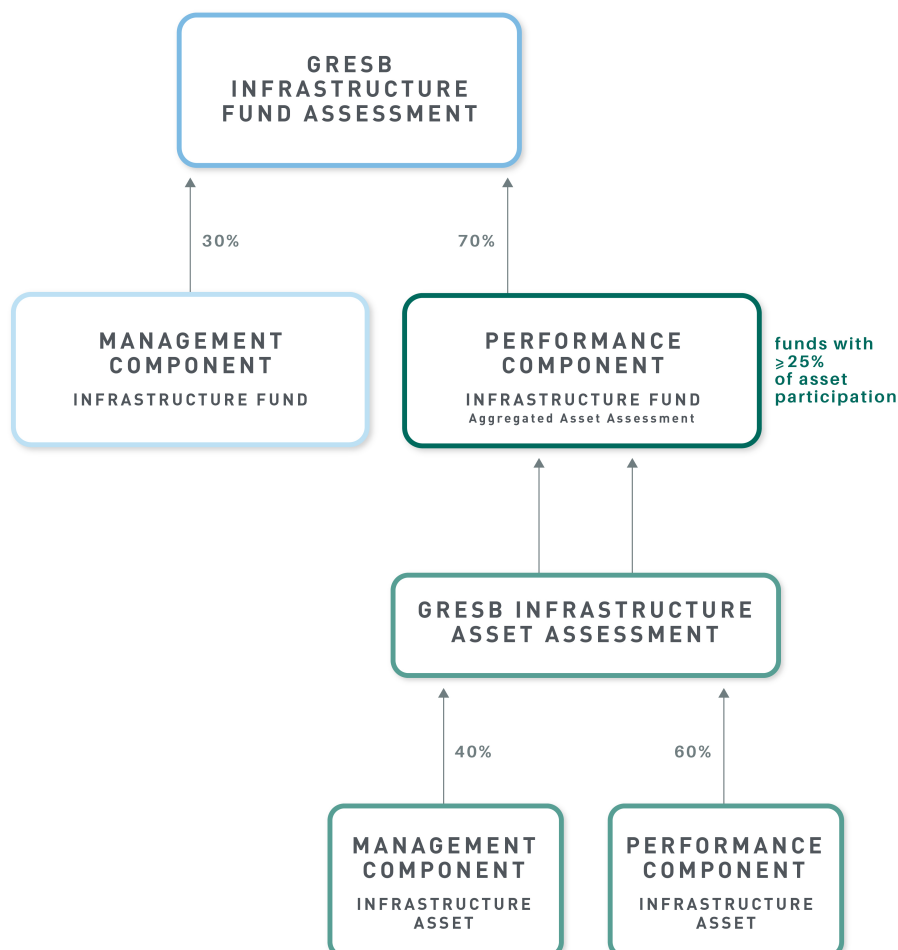 GRESB
INFRASTRUCTURE
FUND ASSESSMENT
30%
70%
MANAGEMENT
COMPONENT
INFRASTRUCTURE FUND
PERFORMANCE
COMPONENT
INFRASTRUCTURE FUND
Aggregated Asset Assessment
funds with
⩾25%
of asset
participation
GRESB INFRASTRUCTURE
ASSET ASSESSMENT
40%
60%
MANAGEMENT
COMPONENT
INFRASTRUCTURE
ASSET
PERFORMANCE
COMPONENT
INFRASTRUCTURE
ASSET